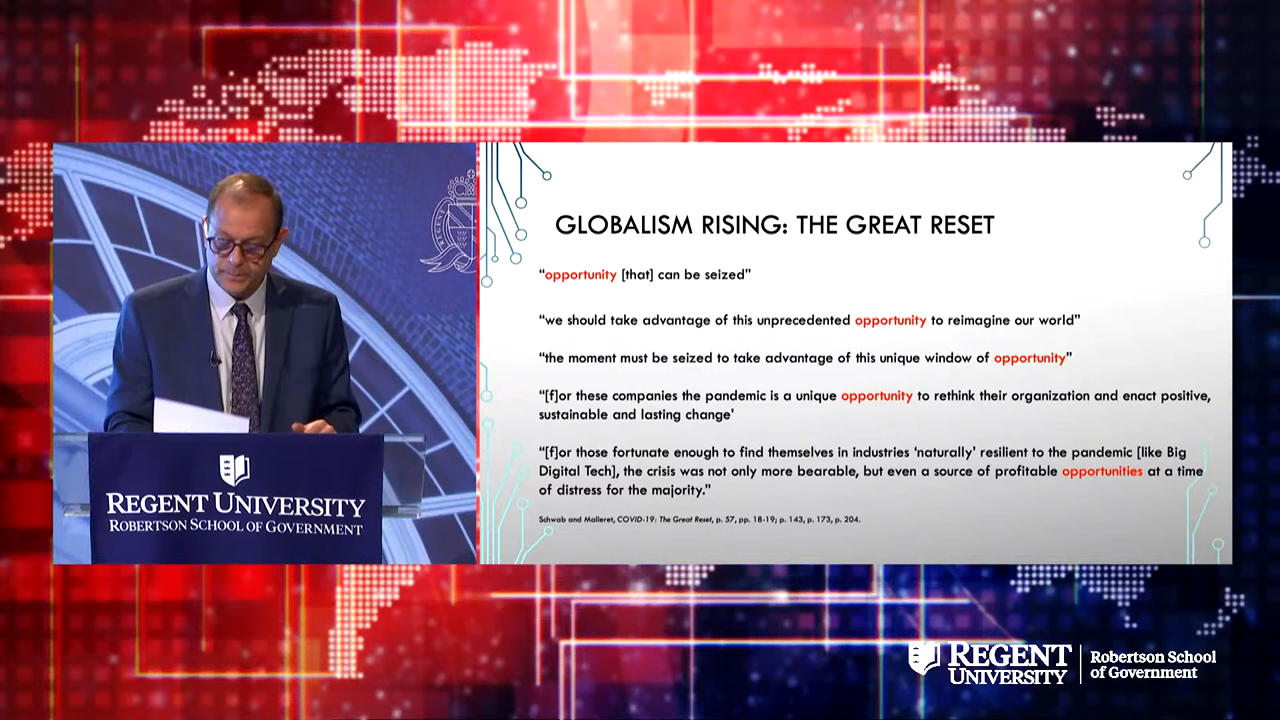 REGENT
GLOBALISM RISING: THE GREAT RESET
“opportunity [that] can be seized”
“we should take advantage of this unprecedented opportunity to reimagine our world”
“the moment must be seized to take advantage of this unique window of opportunity”
“[f]or these companies the pandemic is a unique opportunity to rethink their organization and enact positive,
sustainable and lasting change’
“[f]or those fortunate enough to find themselves in industries ‘naturally’ resilient to the pandemic [like Big
Digital Tech], the crisis was not only more bearable, but even a source of profitable opportunities at a time
of distress for the majority.”
Schwab and Malleret, COVID-19: The Great Reset, p. 57, pp. 18-19; p. 143, p. 173, p. 204.
REGENT UNIVERSITY
ROBERTSON SCHOOL OF GOVERNMENT
REGENT
UNIVERSITY
Robertson School
of Government